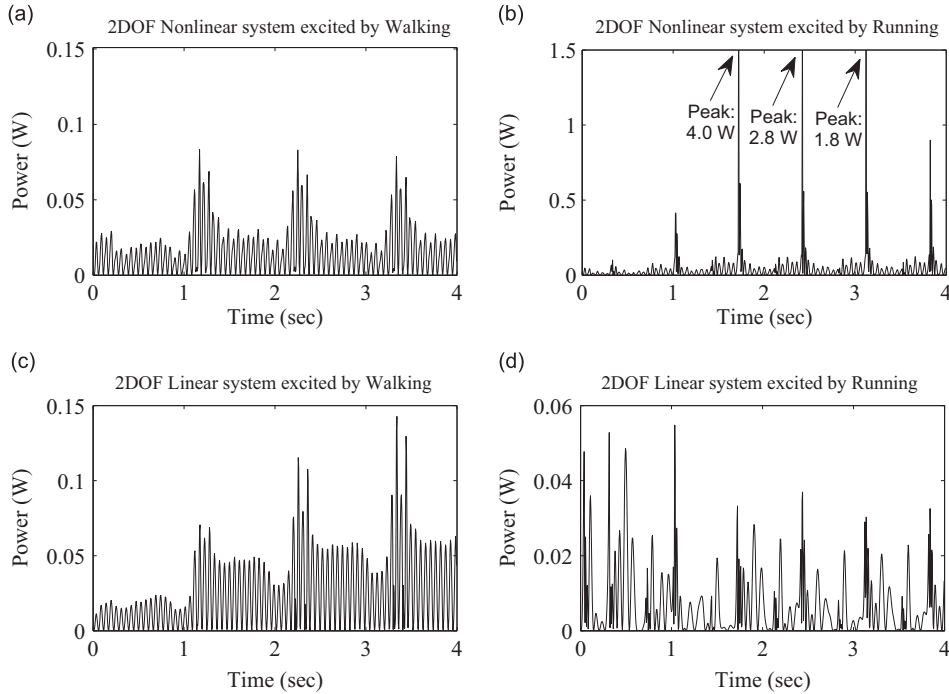 (a)
2DOF Nonlinear system excited by Walking
0.15
0.1
0.05
0
Power (W)
0 1 2 3 4
Time (sec)
(b)
2DOF Nonlinear system excited by Running
1.5
1
0.5
0
Power (W)
Peak:
4.0 W
Peak:
2.8 W
Peak:
1.8 W
0 1 2 3 4
Time (sec)
(c)
2DOF Linear system excited by Walking
0.15
0.1
0.05
0
Power (W)
0 1 2 3 4
Time (sec)
(d)
2DOF Linear system excited by Running
0.06
0.04
0.02
0
Power (W)
0 1 2 3 4
Time (sec)